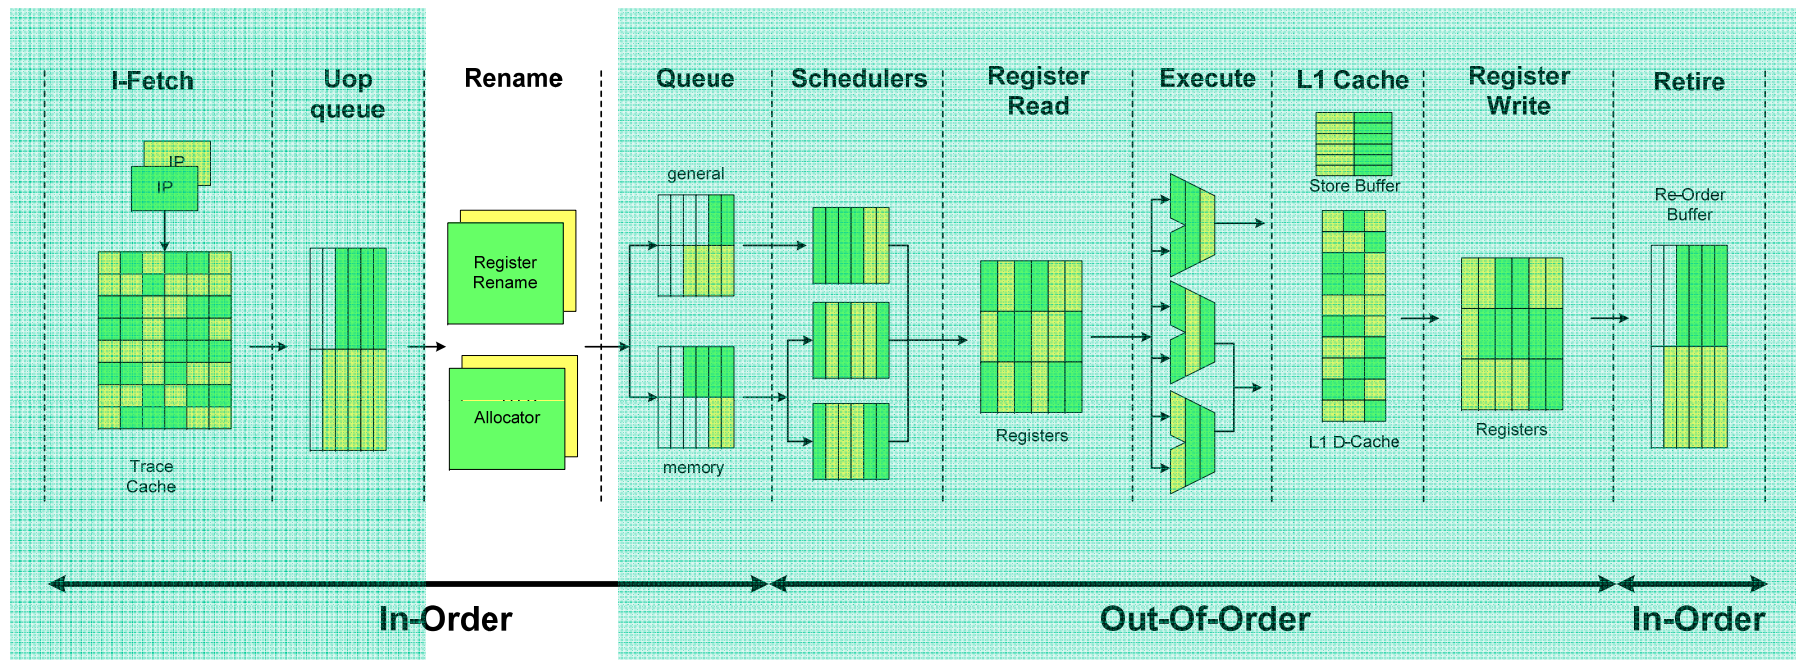 I-Fetch
Uop
queue
Rename
Queue
Schedulers
Register
Read
Execute
L1 Cache
Register
Write
Retire
IP
IP
general
Store Buffer
Re-Order
Buffer
Register
Rename
Allocator
Registers
L1 D-Cache
Registers
memory
Trace
Cache
In-Order
Out-Of-Order
In-Order